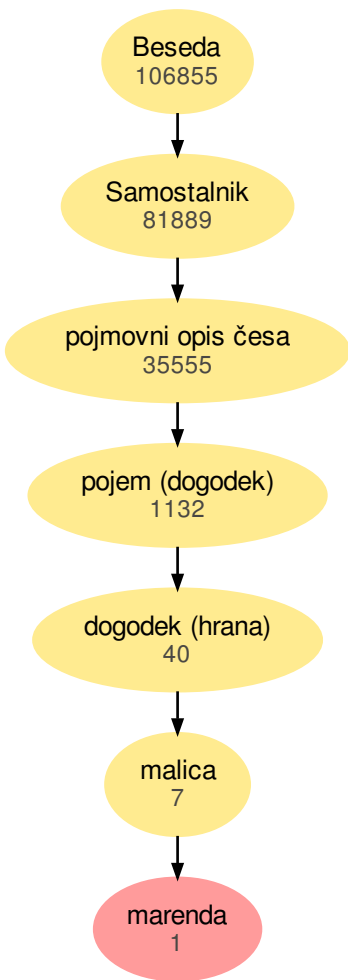 Beseda
106855
Samostalnik
81889
pojmovni opis česa
35555
pojem (dogodek)
1132
dogodek (hrana)
40
malica
7
marenda
1